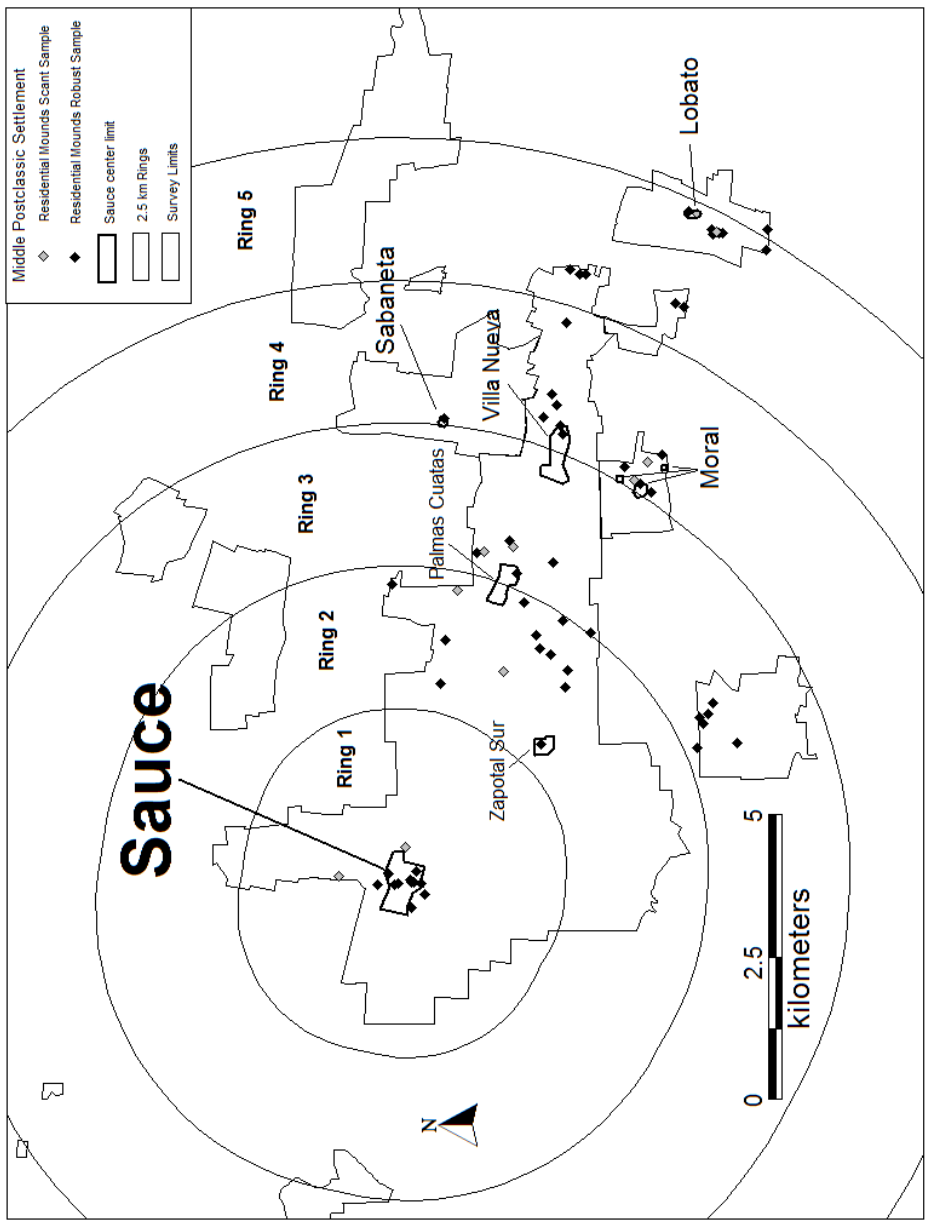 Middle Postclassic Settlement
Residential Mounds Scant Sample
Residential Mounds Robust Sample
Sauce center limit
2.5 km Rings
Survey Limits
Sauce
Ring 1
Ring 2
Ring 3
Ring 4
Ring 5
Zapotal Sur
Palmas Cuatas
Villa Nueva
Sabaneta
Moral
Lobato
N
0 2.5 5
kilometers